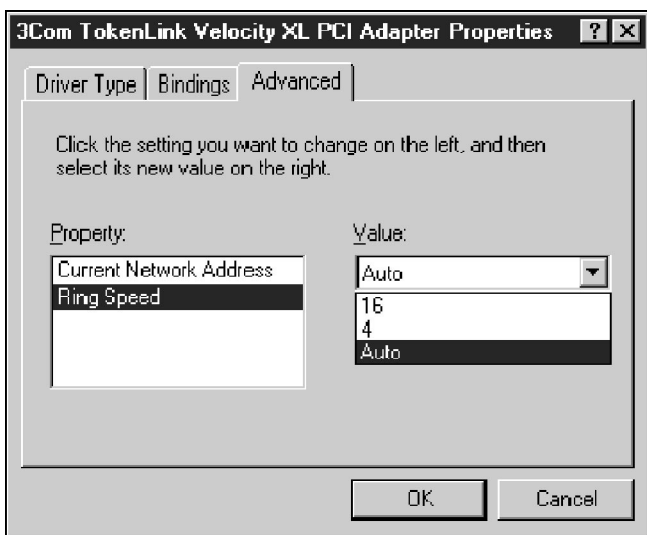 3Com TokenLink Velocity XL PCI Adapter Properties
Driver Type
Bindings
Advanced
Click the setting you want to change on the left, and then
select its new value on the right.
Property:
Value:
Current Network Address
Ring Speed
Auto
16
4
Auto
OK
Cancel